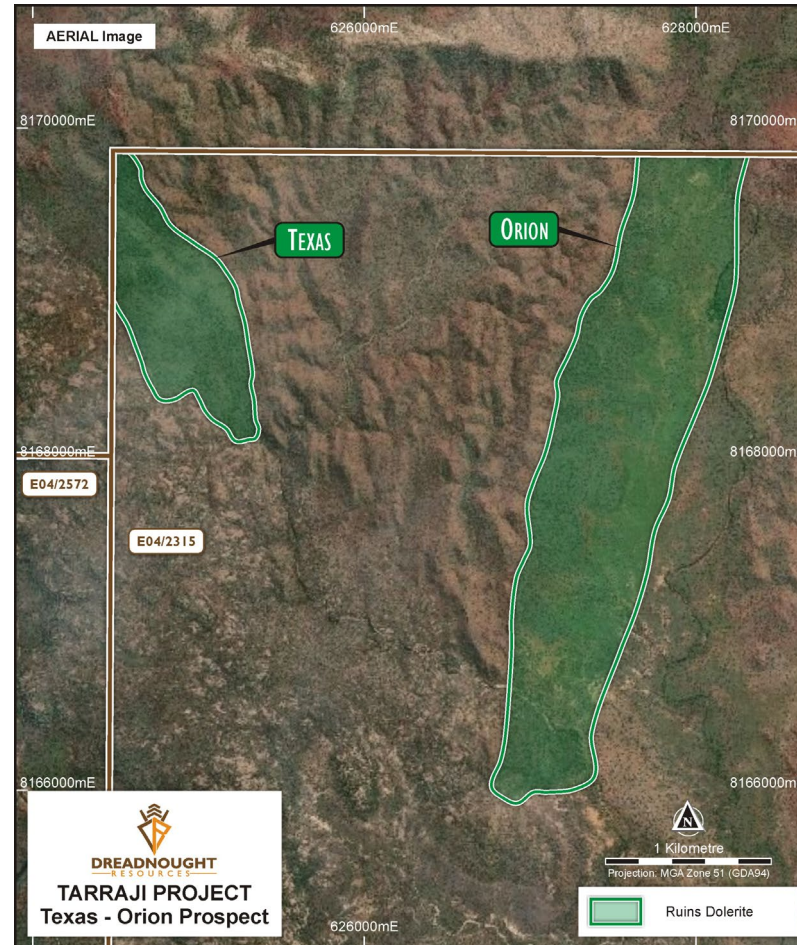 AERIAL Image
626000mE
628000mE
8170000mE
8170000mE
TEXAS
ORION
8168000mE
8168000mE
E04/2572
E04/2315
8166000mE
8166000mE
DREADNOUGHT
RESOURCES
TARRAJI PROJECT
Texas - Orion Prospect
626000mE
N
1 Kilometre
Projection: MGA Zone 51 (GDA94)
Ruins Dolerite